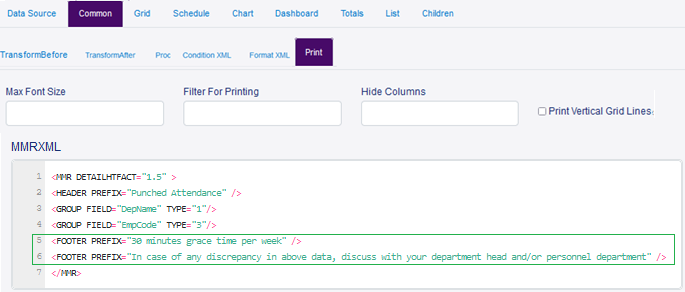 Data Source Common Grid Schedule Chart Dashboard Totals List Children
TransformBefore TransformAfter Proc Condition XML Format XML Print
Max Font Size Filter For Printing Hide Columns
Print Vertical Grid Lines:
MMRXML
1 <MMR DETAILHTFACT="1.5" >
2 <HEADER PREFIX="Punched Attendance" />
3 <GROUP FIELD="DepName" TYPE="1"/>
4 <GROUP FIELD="EmpCode" TYPE="3"/>
5 <FOOTER PREFIX="30 minutes grace time per week" />
6 <FOOTER PREFIX="In case of any discrepancy in above data, discuss with your department head and/or personnel department" />
7 </MMR>